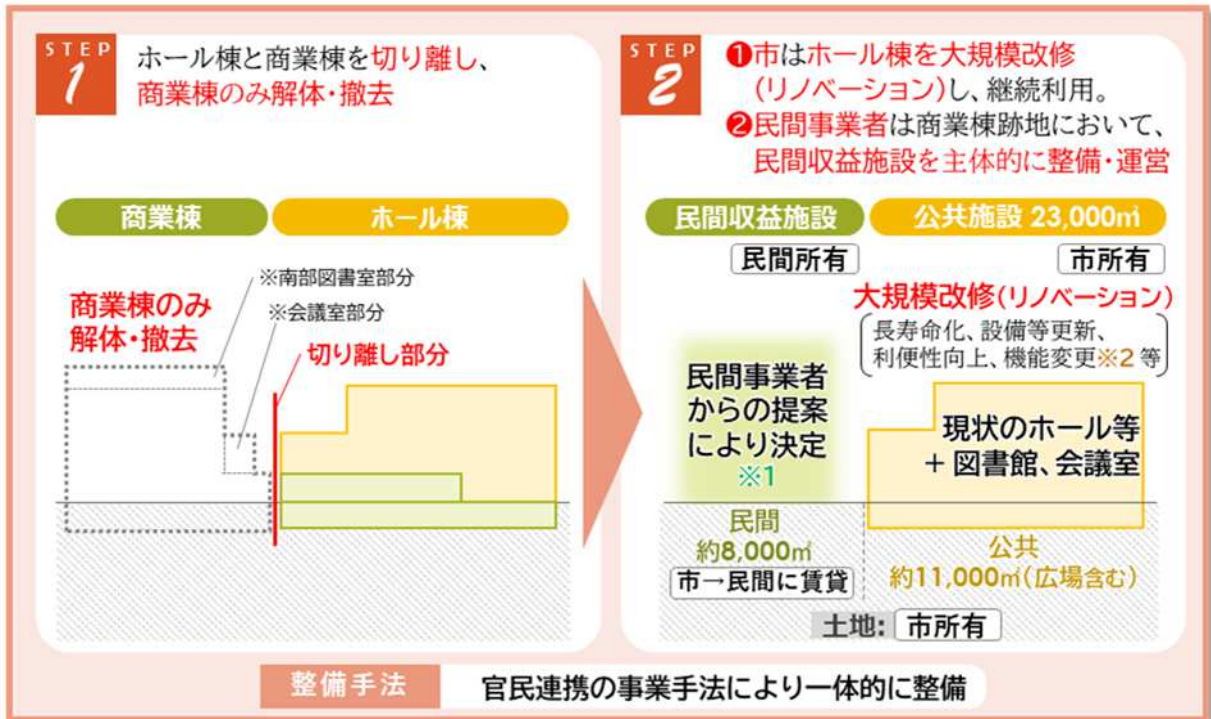 STEP
1
ホール棟と商業棟を切り離し、
商業棟のみ解体・撤去
商業棟
ホール棟
※南部図書室部分
※会議室部分
商業棟のみ
解体・撤去
切り離し部分
STEP
2
❶市はホール棟を大規模改修
(リノベーション)し、継続利用。
❷民間事業者は商業棟跡地において、
民間収益施設を主体的に整備・運営
民間収益施設
公共施設 23,000㎡
民間所有
市所有
大規模改修(リノベーション)
長寿命化、設備等更新、
利便性向上、機能変更※2 等
民間事業者
からの提案
により決定
※1
現状のホール等
+ 図書館、会議室
民間
約8,000㎡
市→民間に賃貸
公共
約11,000㎡(広場含む)
土地: 市所有
整備手法 官民連携の事業手法により一体的に整備